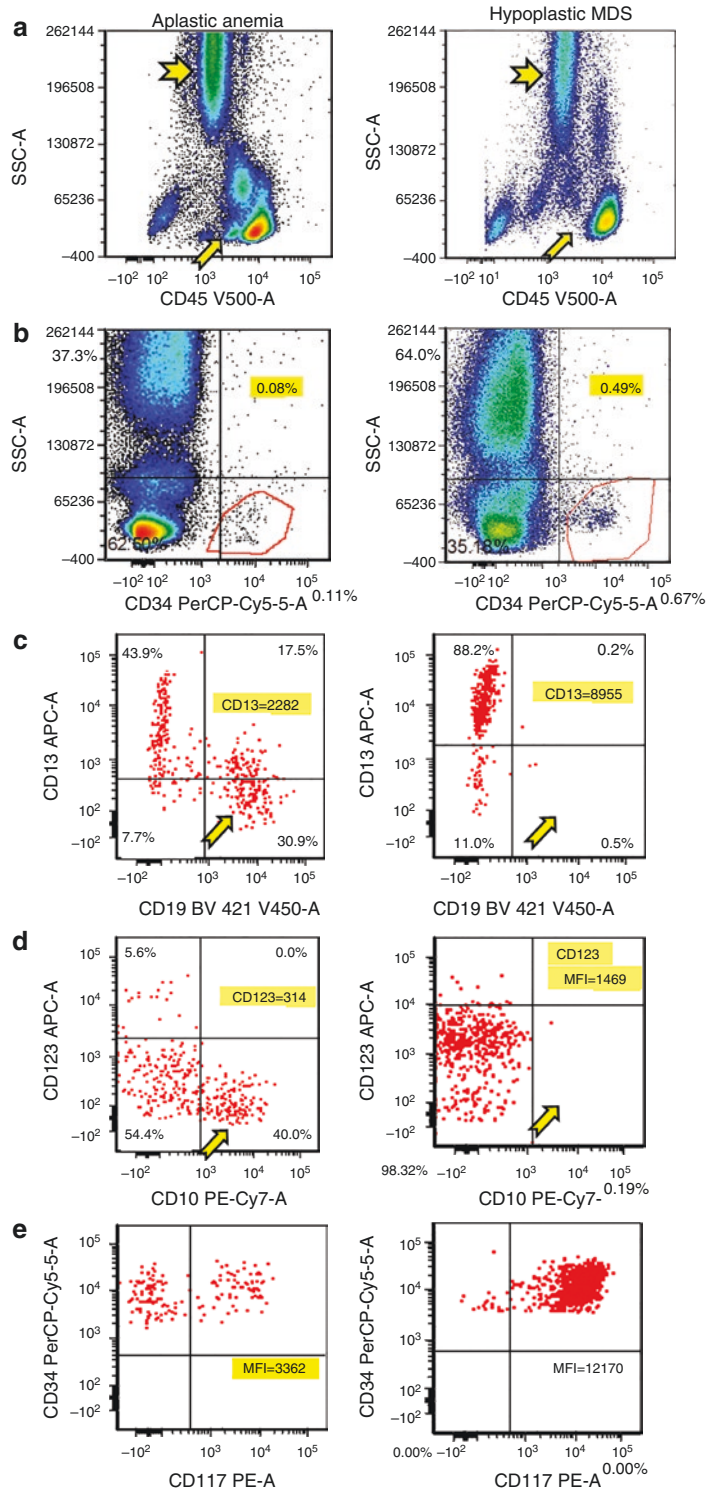 Aplastic anemia
Hypoplastic MDS
a
262144
196508
130872
65236
−400
SSC-A
−10² 0 10² 10³ 10⁴ 10⁵
CD45 V500-A
262144
196508
130872
65236
−400
SSC-A
−10² 0 10¹ 10³ 10⁴ 10⁵
CD45 V500-A
b
262144
37.3%
196508
130872
65236
−400
SSC-A
0.08%
62.50%
−10² 0 10² 10³ 10⁴ 10⁵
CD34 PerCP-Cy5-5-A
0.11%
262144
64.0%
196508
130872
65236
−400
SSC-A
0.49%
35.18%
−10² 0 10² 10³ 10⁴ 10⁵
CD34 PerCP-Cy5-5-A
0.67%
c
10⁵
10⁴
10³
10²
−10²
CD13 APC-A
43.9%
17.5%
CD13=2282
7.7%
30.9%
−10² 10³ 10⁴ 10⁵
CD19 BV 421 V450-A
10⁵
10⁴
10³
10²
−10²
CD13 APC-A
88.2%
0.2%
CD13=8955
11.0%
0.5%
−10² 10³ 10⁴ 10⁵
CD19 BV 421 V450-A
d
10⁵
10⁴
10³
10²
−10²
CD123 APC-A
5.6%
0.0%
CD123=314
54.4%
40.0%
−10² 10³ 10⁴ 10⁵
CD10 PE-Cy7-A
10⁵
10⁴
10³
10²
−10²
CD123 APC-A
CD123
MFI=1469
98.32%
−10² 10³ 10⁴ 10⁵
CD10 PE-Cy7-
0.19%
e
10⁵
10⁴
10³
10²
−10²
CD34 PerCP-Cy5-5-A
MFI=3362
−10² 10³ 10⁴ 10⁵
CD117 PE-A
10⁵
10⁴
10³
10²
−10²
CD34 PerCP-Cy5-5-A
MFI=12170
0.00%
−10² 10³ 10⁴ 10⁵
CD117 PE-A
0.00%